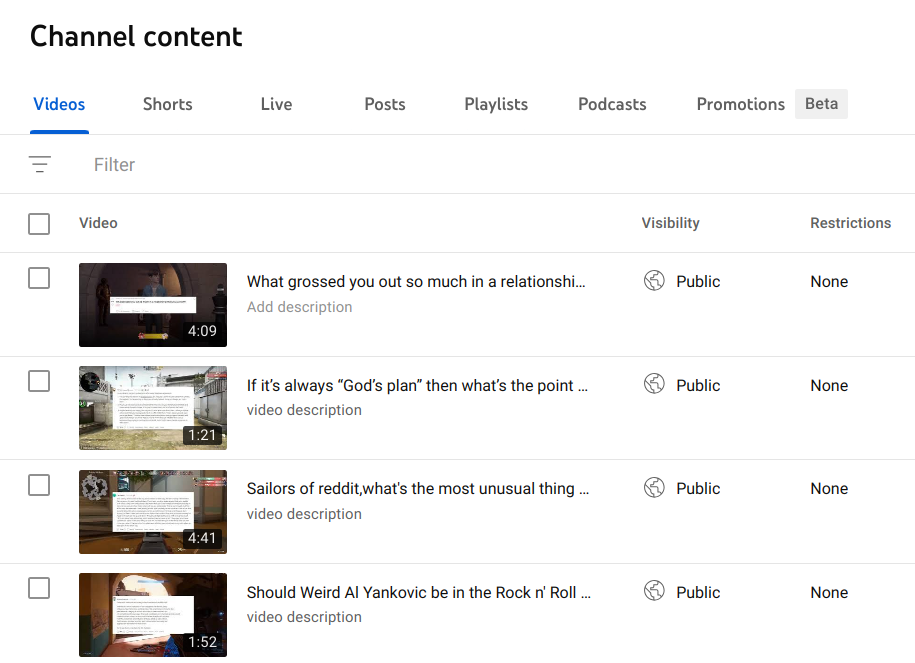 Channel content
Videos Shorts Live Posts Playlists Podcasts Promotions Beta
Filter
Video Visibility Restrictions
What grossed you out so much in a relationshi... Public None
Add description
4:09
If it’s always “God’s plan” then what’s the point ... Public None
video description
1:21
Sailors of reddit,what's the most unusual thing ... Public None
video description
4:41
Should Weird Al Yankovic be in the Rock n' Roll ... Public None
video description
1:52